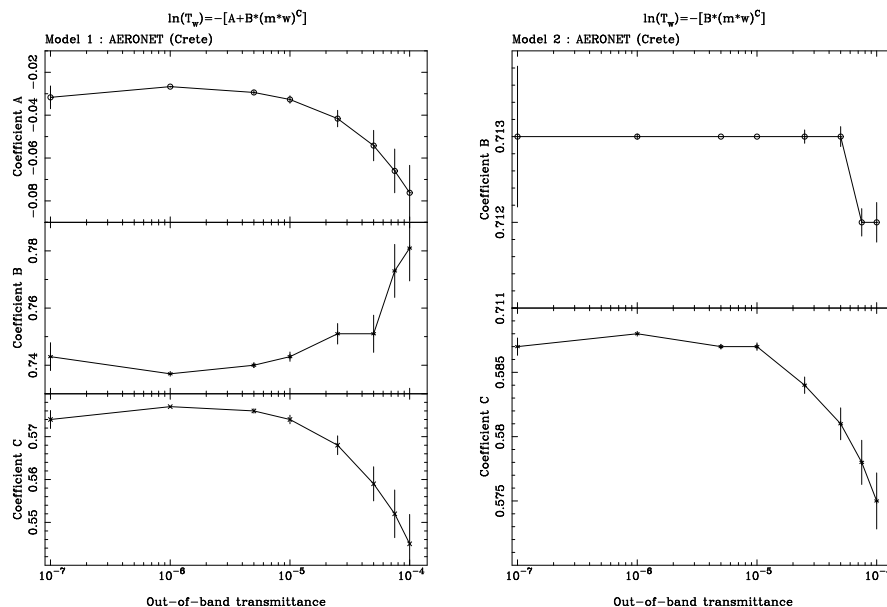 ln(T_w)=-[A+B*(m*w)^C]
Model 1 : AERONET (Crete)
Coefficient A
-0.02
-0.04
-0.06
-0.08
Coefficient B
0.78
0.76
0.74
Coefficient C
0.57
0.56
0.55
10^-7
10^-6
10^-5
10^-4
Out-of-band transmittance
ln(T_w)=-[B*(m*w)^C]
Model 2 : AERONET (Crete)
Coefficient B
0.713
0.712
0.711
Coefficient C
0.585
0.58
0.575
10^-7
10^-6
10^-5
10^-4
Out-of-band transmittance